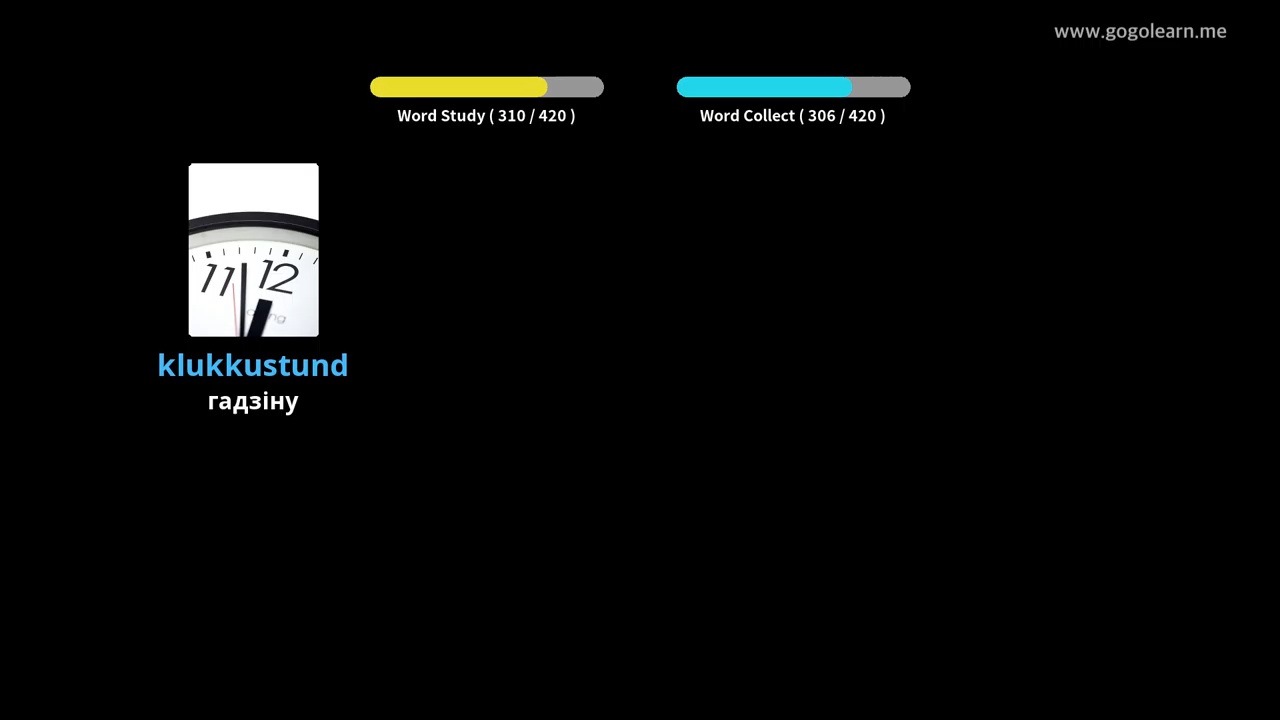 www.gogolearn.me
Word Study ( 310 / 420 )
Word Collect ( 306 / 420 )
11 12
klukkustund
гадзіну